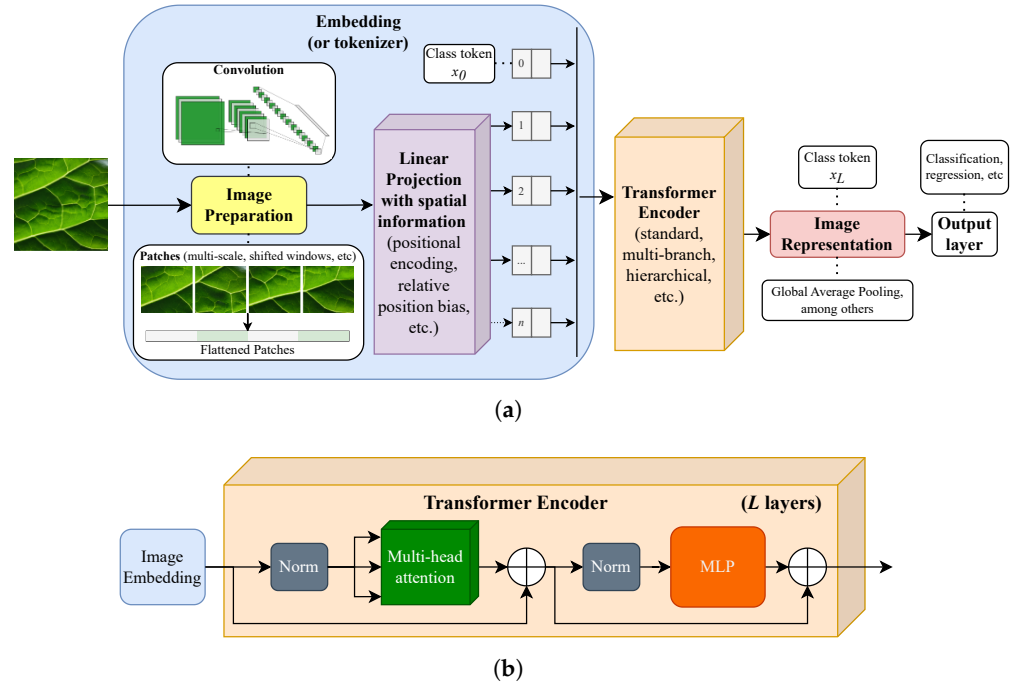 Embedding
(or tokenizer)
Convolution
Class token
x0
0
1
2
...
n
Image
Preparation
Linear
Projection
with spatial
information
(positional
encoding,
relative
position bias,
etc.)
Patches (multi-scale, shifted windows, etc)
Flattened Patches
Transformer
Encoder
(standard,
multi-branch,
hierarchical,
etc.)
Class token
xL
Image
Representation
Global Average Pooling,
among others
Classification,
regression, etc
Output
layer
(a)
Transformer Encoder
(L layers)
Image
Embedding
Norm
Multi-head
attention
Norm
MLP
(b)